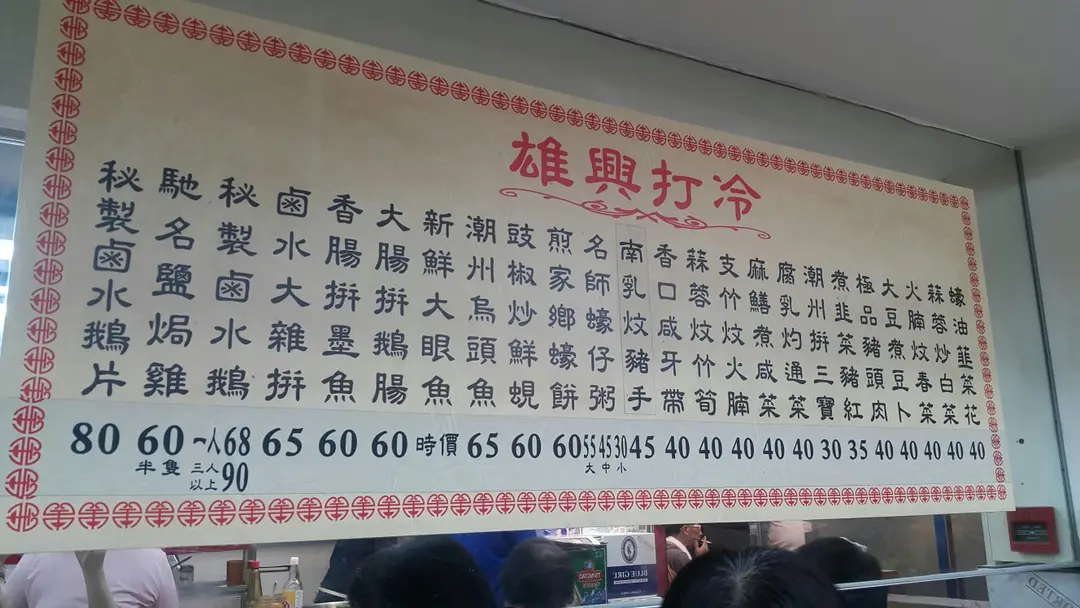 雄興打冷
秘製鹵水鵝片
馳名鹽焗雞
秘製鹵水鵝
鹵水大雜拼
香腸拼墨魚
大腸拼鵝腸
新鮮大眼魚
潮州烏頭魚
豉椒炒鮮蜆
煎家鄉蠔餅
名師蠔仔粥
南乳炆豬手
香口咸牙帶
蒜蓉炆竹筍
支竹炆火腩
麻鱔煮咸菜
腐乳灼通菜
潮州拼三寶
煮韭菜豬紅
極品豬頭肉
大豆煮豆卜
火腩炆春菜
蒜蓉炒白菜
蠔油韭菜花
80 60 一人68 65 60 60 時價 65 60 60 55 45 30 45 40 40 40 40 40 30 35 40 40 40 40 40
半隻 三人以上90 大中小
TSINGTAO
BLUE GIRL